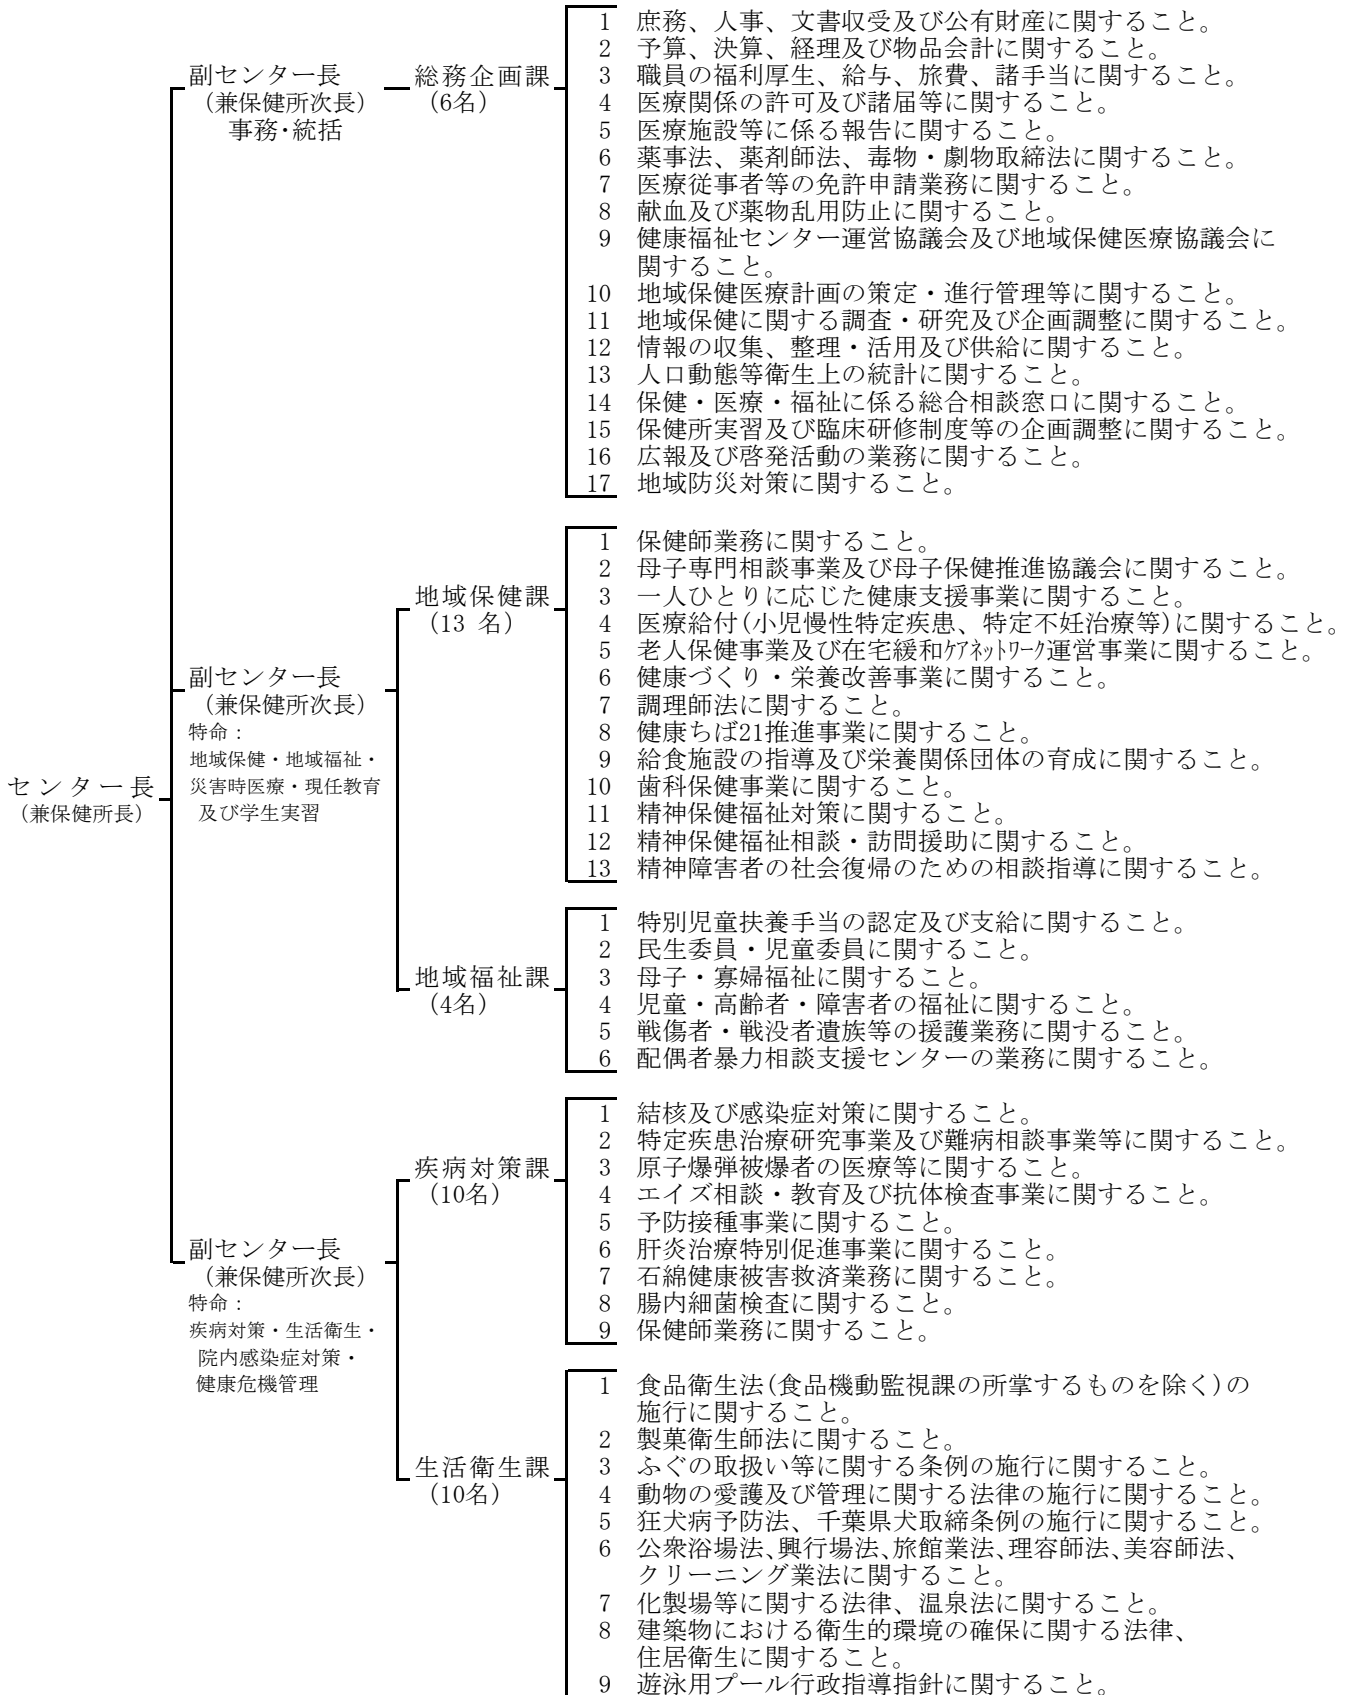 センター長
(兼保健所長)
副センター長
(兼保健所次長)
事務・統括
総務企画課
(6名)
1 庶務、人事、文書収受及び公有財産に関すること。
2 予算、決算、経理及び物品会計に関すること。
3 職員の福利厚生、給与、旅費、諸手当に関すること。
4 医療関係の許可及び諸届等に関すること。
5 医療施設等に係る報告に関すること。
6 薬事法、薬剤師法、毒物・劇物取締法に関すること。
7 医療従事者等の免許申請業務に関すること。
8 献血及び薬物乱用防止に関すること。
9 健康福祉センター運営協議会及び地域保健医療協議会に
関すること。
10 地域保健医療計画の策定・進行管理等に関すること。
11 地域保健に関する調査・研究及び企画調整に関すること。
12 情報の収集、整理・活用及び供給に関すること。
13 人口動態等衛生上の統計に関すること。
14 保健・医療・福祉に係る総合相談窓口に関すること。
15 保健所実習及び臨床研修制度等の企画調整に関すること。
16 広報及び啓発活動の業務に関すること。
17 地域防災対策に関すること。
副センター長
(兼保健所次長)
特命：
地域保健・地域福祉・
災害時医療・現任教育
及び学生実習
地域保健課
(13 名)
1 保健師業務に関すること。
2 母子専門相談事業及び母子保健推進協議会に関すること。
3 一人ひとりに応じた健康支援事業に関すること。
4 医療給付(小児慢性特定疾患、特定不妊治療等)に関すること。
5 老人保健事業及び在宅緩和ケアネットワーク運営事業に関すること。
6 健康づくり・栄養改善事業に関すること。
7 調理師法に関すること。
8 健康ちば21推進事業に関すること。
9 給食施設の指導及び栄養関係団体の育成に関すること。
10 歯科保健事業に関すること。
11 精神保健福祉対策に関すること。
12 精神保健福祉相談・訪問援助に関すること。
13 精神障害者の社会復帰のための相談指導に関すること。
地域福祉課
(4名)
1 特別児童扶養手当の認定及び支給に関すること。
2 民生委員・児童委員に関すること。
3 母子・寡婦福祉に関すること。
4 児童・高齢者・障害者の福祉に関すること。
5 戦傷者・戦没者遺族等の援護業務に関すること。
6 配偶者暴力相談支援センターの業務に関すること。
副センター長
(兼保健所次長)
特命：
疾病対策・生活衛生・
院内感染症対策・
健康危機管理
疾病対策課
(10名)
1 結核及び感染症対策に関すること。
2 特定疾患治療研究事業及び難病相談事業等に関すること。
3 原子爆弾被爆者の医療等に関すること。
4 エイズ相談・教育及び抗体検査事業に関すること。
5 予防接種事業に関すること。
6 肝炎治療特別促進事業に関すること。
7 石綿健康被害救済業務に関すること。
8 腸内細菌検査に関すること。
9 保健師業務に関すること。
生活衛生課
(10名)
1 食品衛生法(食品機動監視課の所掌するものを除く)の
施行に関すること。
2 製菓衛生師法に関すること。
3 ふぐの取扱い等に関する条例の施行に関すること。
4 動物の愛護及び管理に関する法律の施行に関すること。
5 狂犬病予防法、千葉県犬取締条例の施行に関すること。
6 公衆浴場法、興行場法、旅館業法、理容師法、美容師法、
クリーニング業法に関すること。
7 化製場等に関する法律、温泉法に関すること。
8 建築物における衛生的環境の確保に関する法律、
住居衛生に関すること。
9 遊泳用プール行政指導指針に関すること。